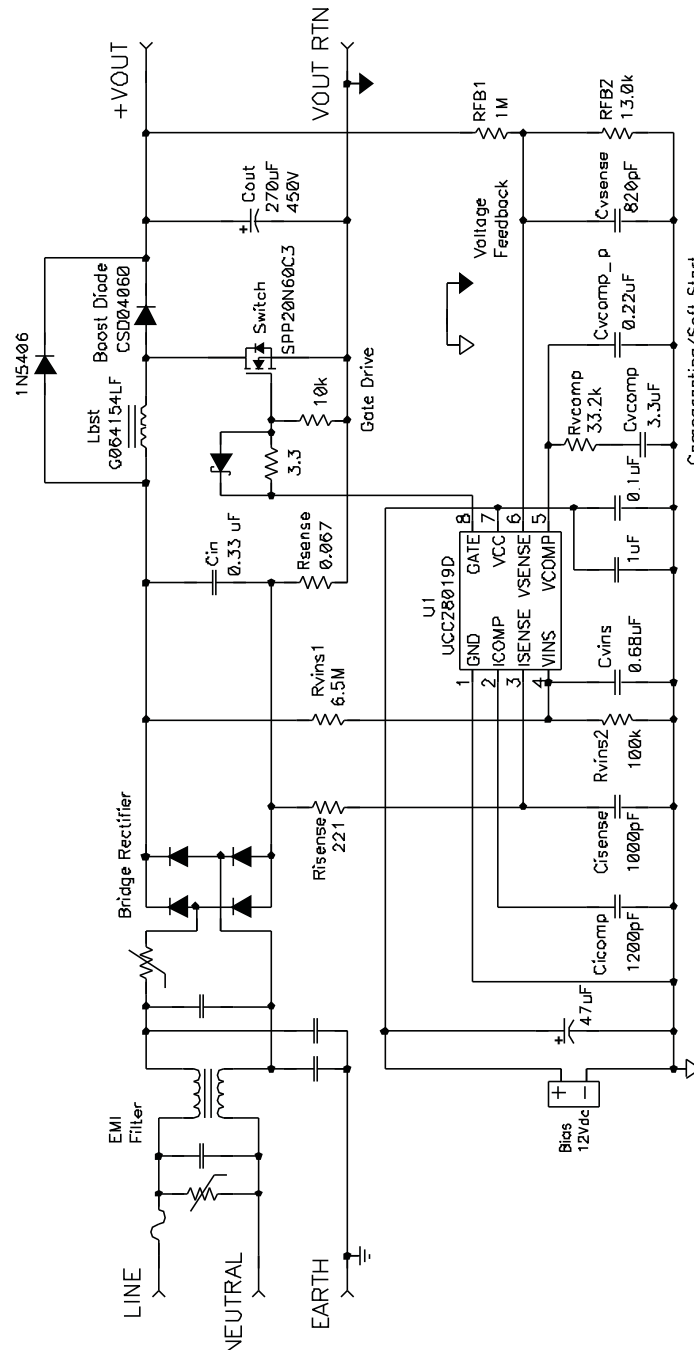 LINE
NEUTRAL
EARTH
EMI
Filter
Bridge Rectifier
1N5406
Lbst
G064154LF
Boost Diode
CSD04060
+VOUT
VOUT RTN
Cin
0.33 uF
Rsense
0.067
3.3
10k
Switch
SPP20N60C3
Gate Drive
Cout
270uF
450V
Risense
221
Rvins1
6.5M
U1
UCC28019D
1
GND
2
ICOMP
3
ISENSE
4
VINS
8
GATE
7
VCC
6
VSENSE
5
VCOMP
Voltage
Feedback
RFB1
1M
RFB2
13.0k
Bias
12Vdc
+
-
47uF
Cicomp
1200pF
Cisense
1000pF
Rvins2
100k
Cvins
0.68uF
1uF
0.1uF
Rvcomp
33.2k
Cvcomp
3.3uF
Cvcomp_p
0.22uF
Cvsense
820pF
Compensation/Soft Start